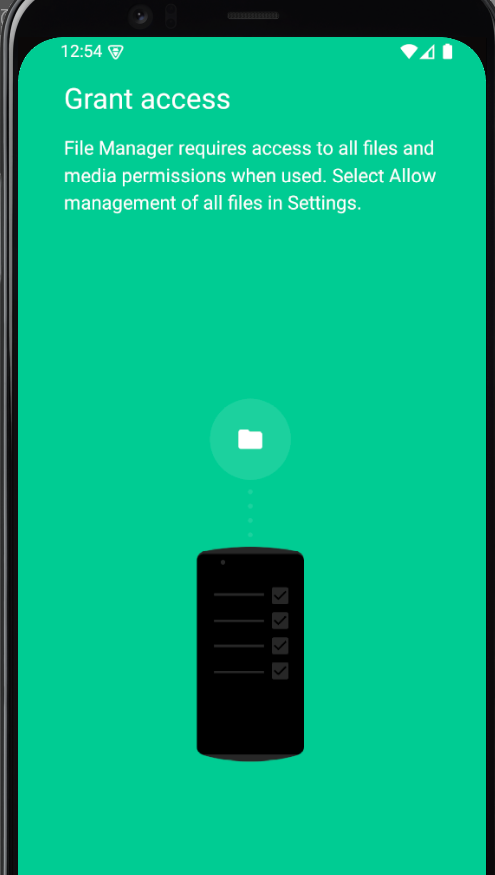 12:54
Grant access
File Manager requires access to all files and
media permissions when used. Select Allow
management of all files in Settings.